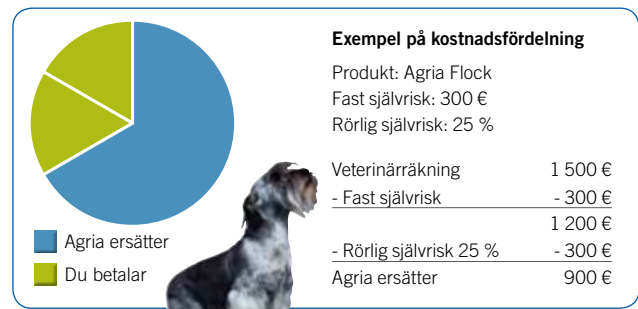 Exempel på kostnadsfördelning
Produkt: Agria Flock
Fast självrisk: 300 €
Rörlig självrisk: 25 %
Veterinärräkning 1 500 €
- Fast självrisk - 300 €
1 200 €
- Rörlig självrisk 25 % - 300 €
Agria ersätter 900 €
Agria ersätter
Du betalar